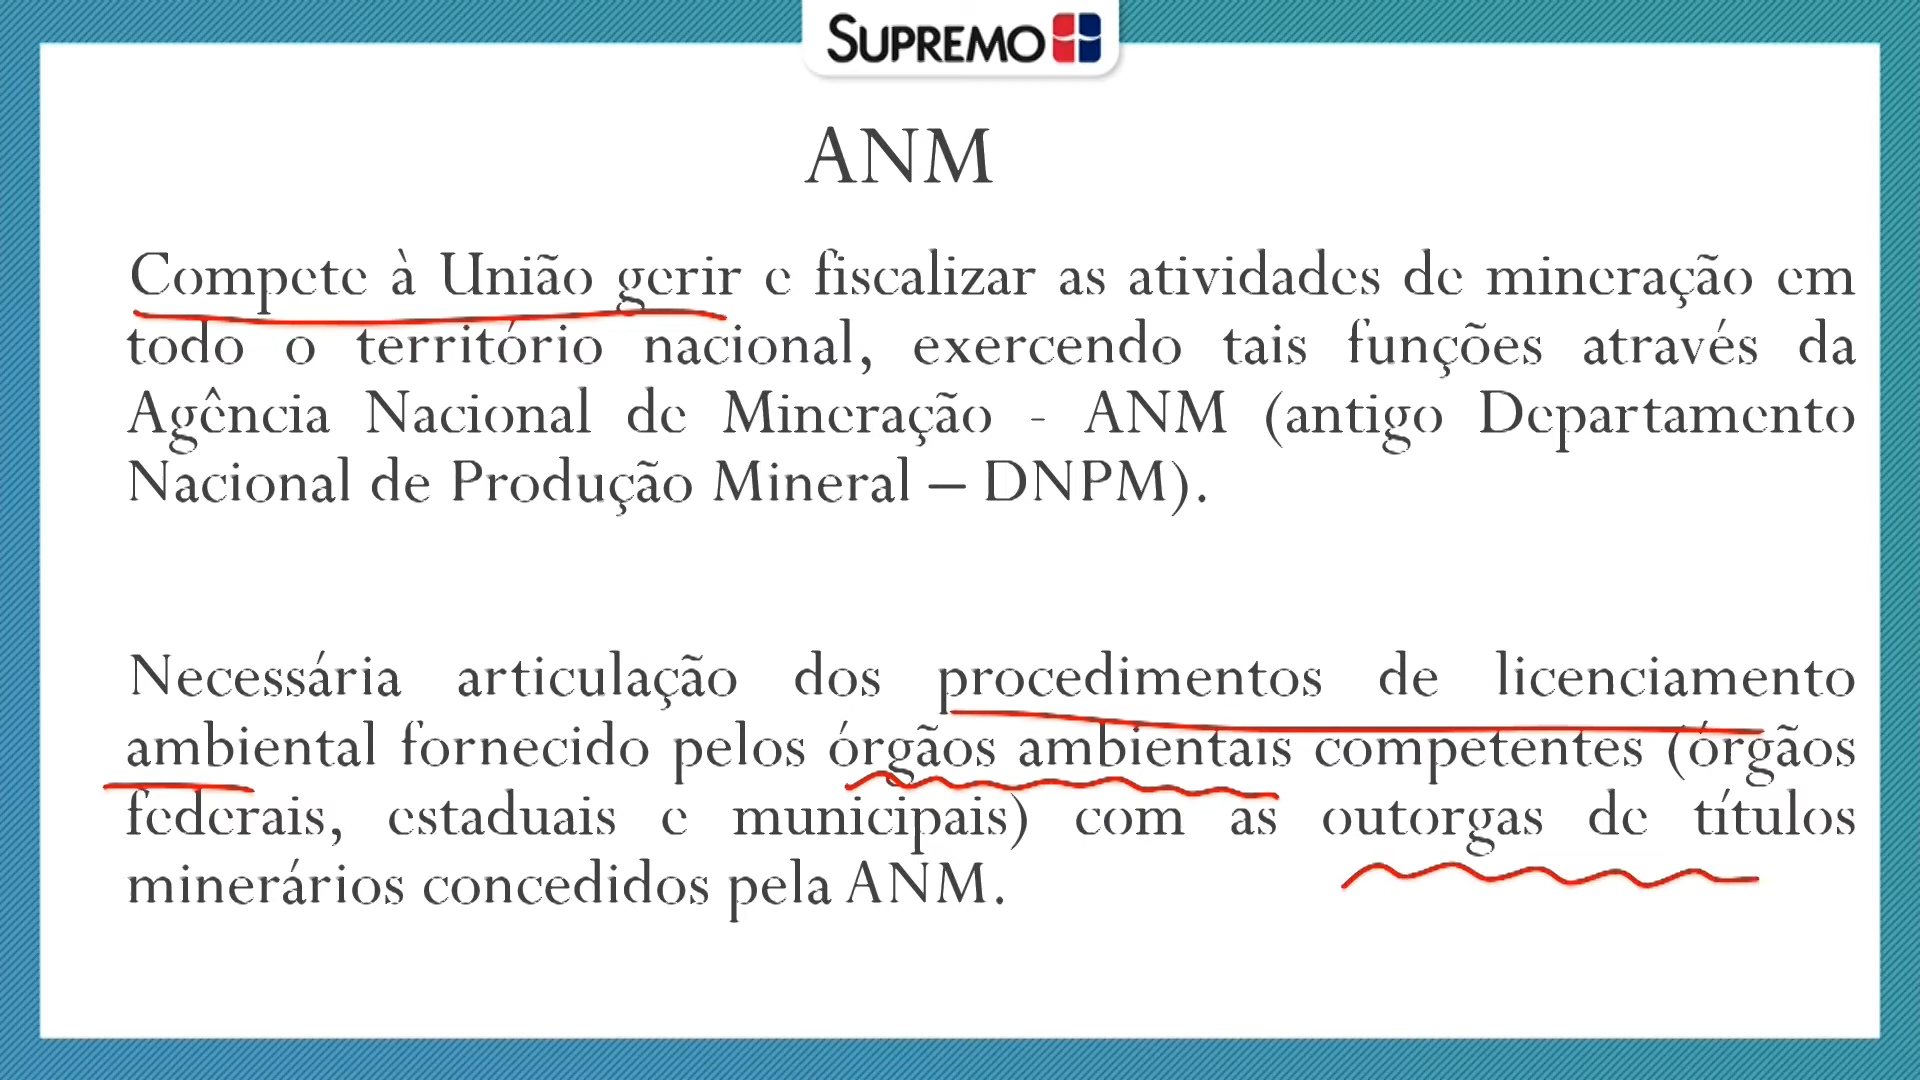 SUPREMO
ANM
Compete à União gerir e fiscalizar as atividades de mineração em
todo o território nacional, exercendo tais funções através da
Agência Nacional de Mineração - ANM (antigo Departamento
Nacional de Produção Mineral – DNPM).
Necessária articulação dos procedimentos de licenciamento
ambiental fornecido pelos órgãos ambientais competentes (órgãos
federais, estaduais e municipais) com as outorgas de títulos
minerários concedidos pela ANM.